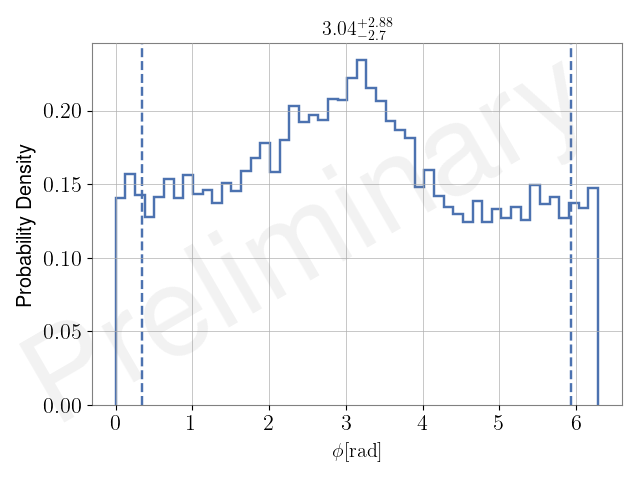 3.04^{+2.88}_{-2.7}
Probability Density
0.20
0.15
0.10
0.05
0.00
0 1 2 3 4 5 6
ϕ[rad]
Preliminary